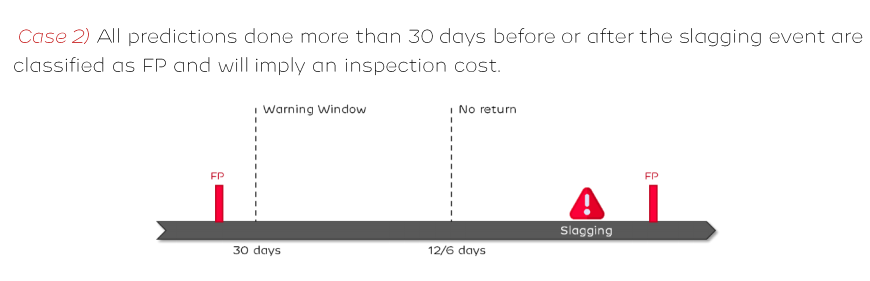 Case 2) All predictions done more than 30 days before or after the slagging event are
classified as FP and will imply an inspection cost.
Warning Window
No return
FP
FP
Slagging
30 days
12/6 days